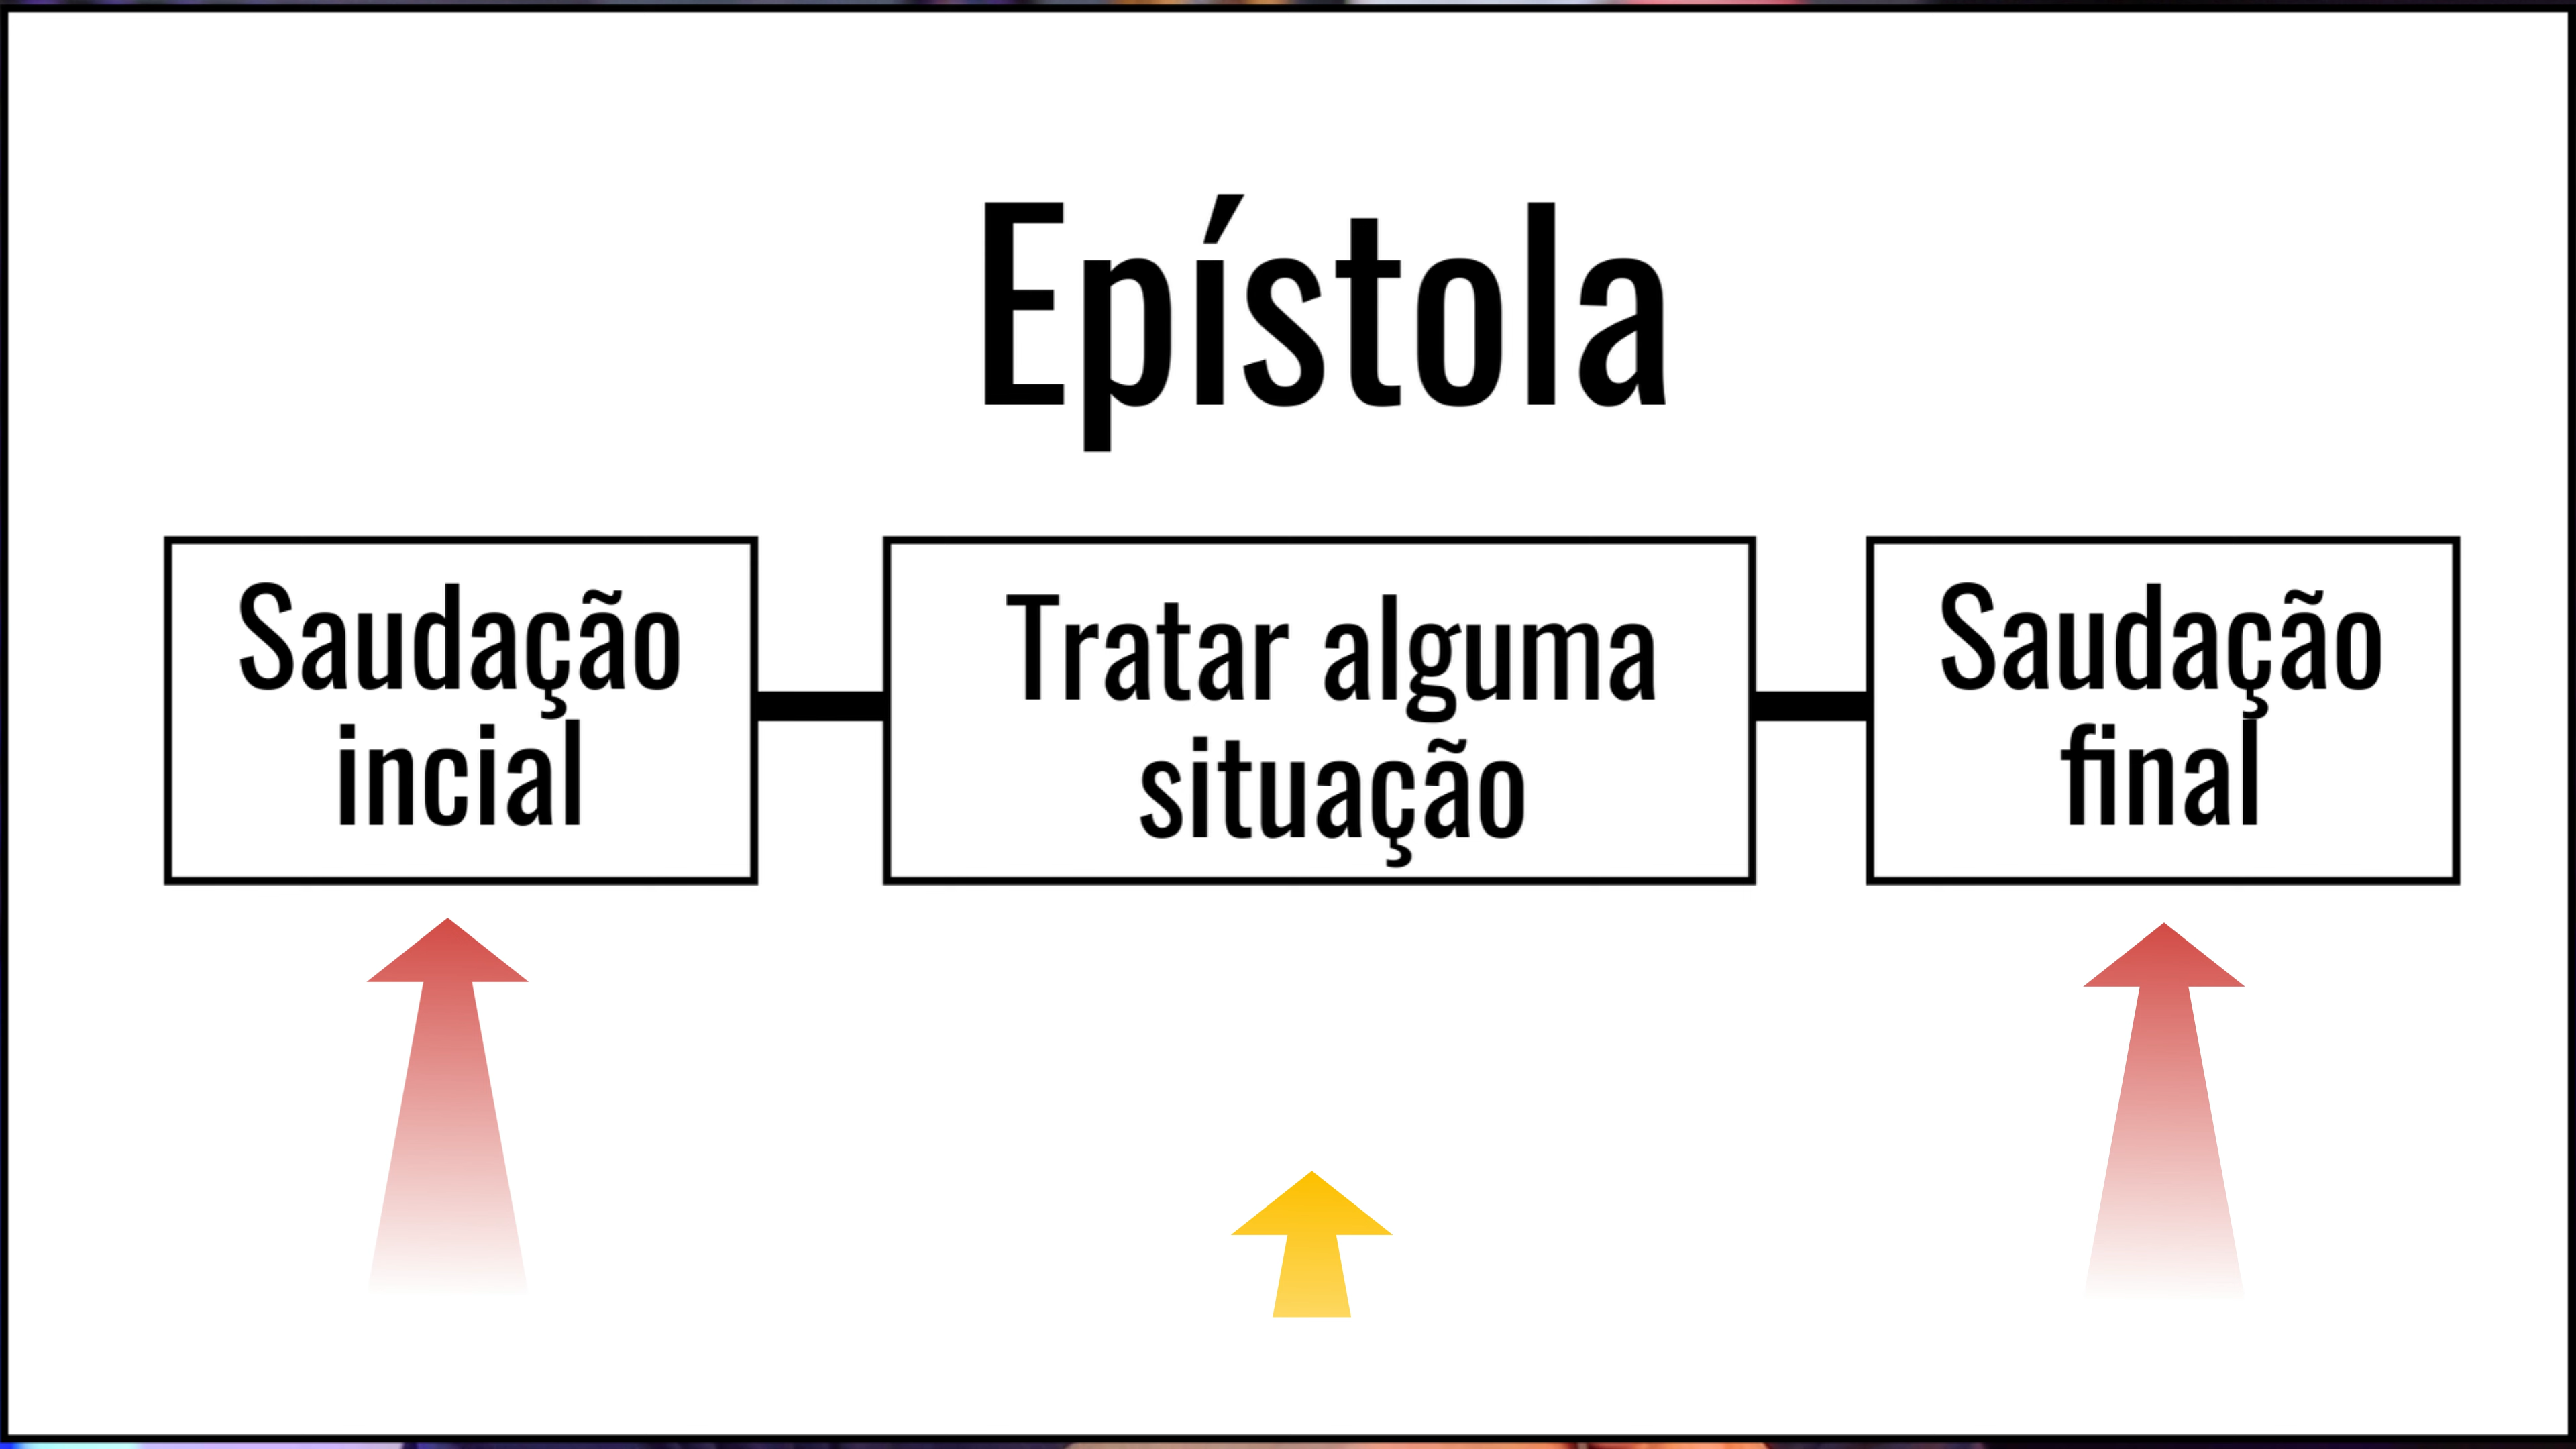 Epístola
Saudação
incial
Tratar alguma
situação
Saudação
final